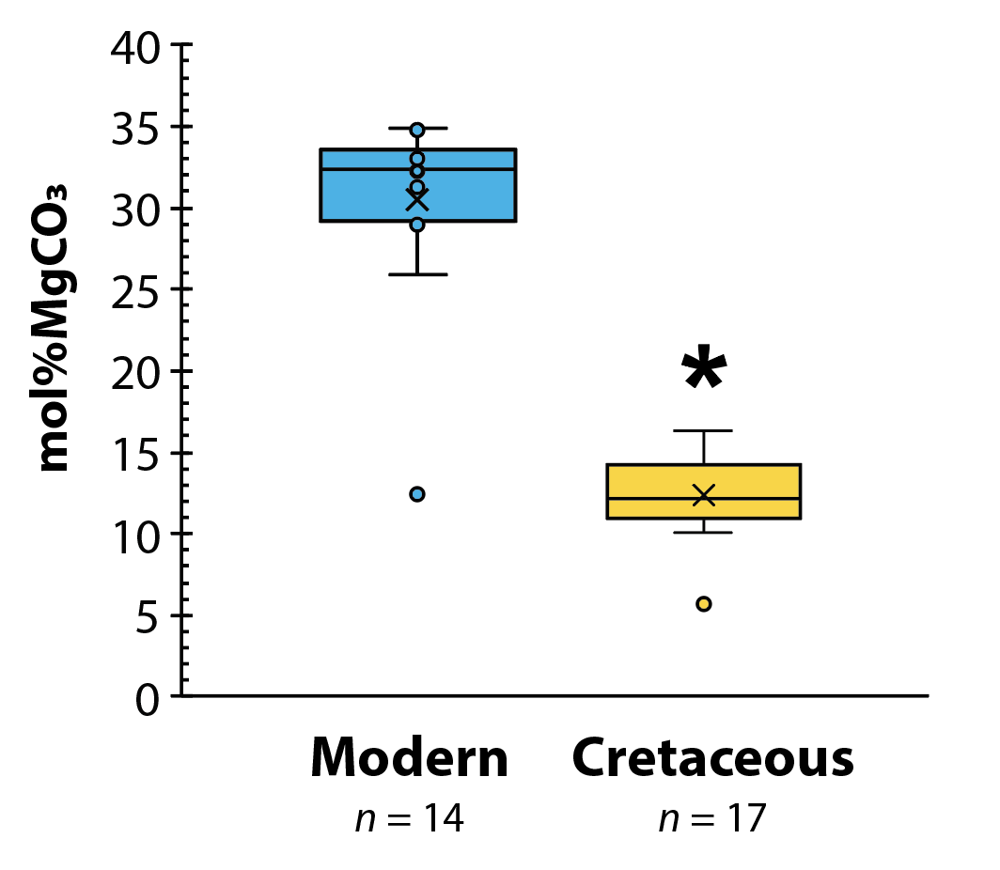 mol%MgCO₃
40
35
30
25
20
15
10
5
0
*
Modern
n = 14
Cretaceous
n = 17